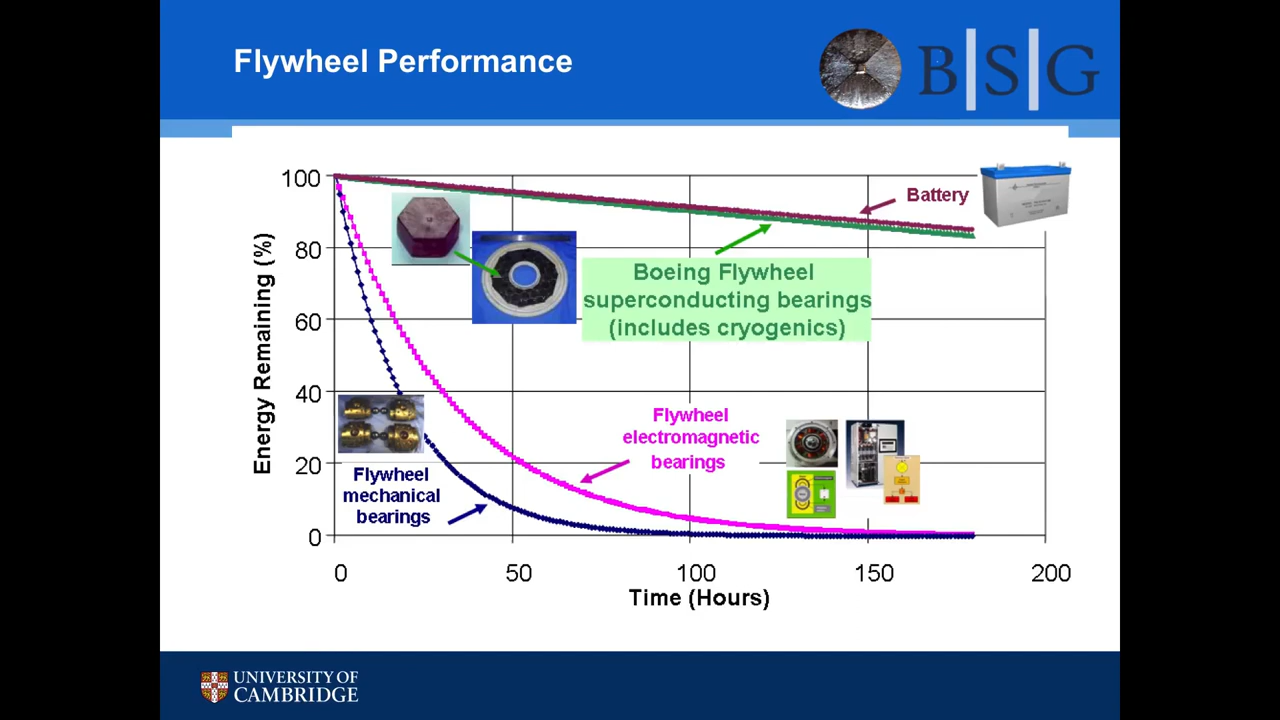 Flywheel Performance
B|S|G
100
80
60
40
20
0
Energy Remaining (%)
Battery
Boeing Flywheel
superconducting bearings
(includes cryogenics)
Flywheel
electromagnetic
bearings
Flywheel
mechanical
bearings
0
50
100
150
200
Time (Hours)
UNIVERSITY OF
CAMBRIDGE